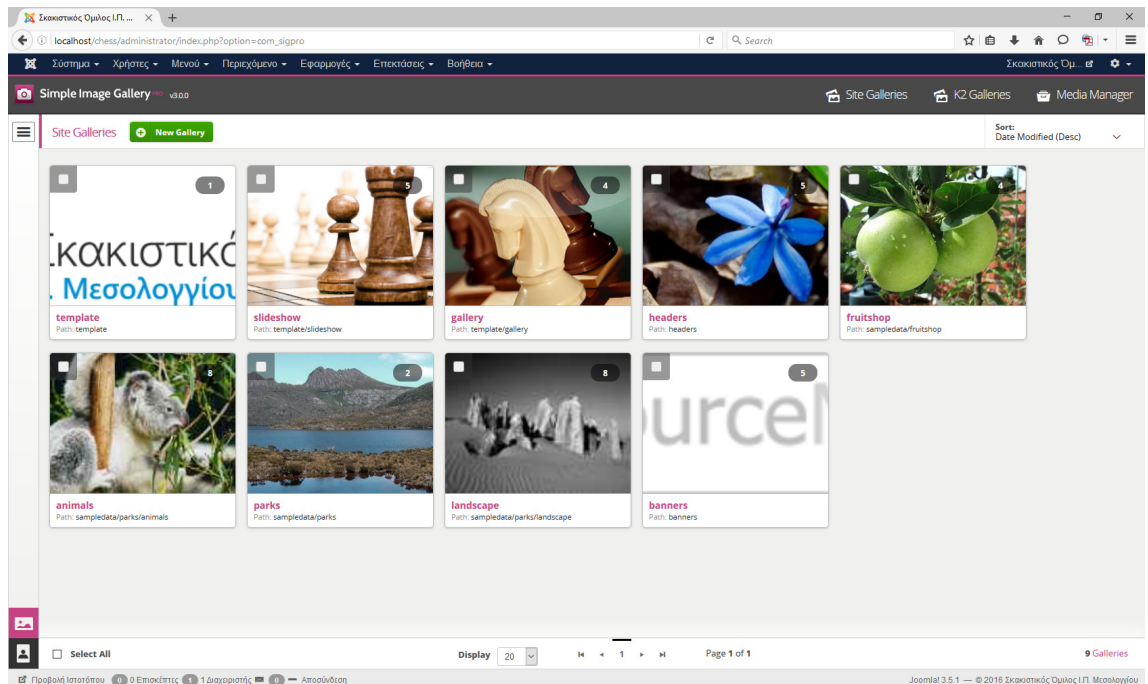 Σκακιστικός Όμιλος Ι.Π. ...
localhost/chess/administrator/index.php?option=com_sigpro
Search
Σύστημα Χρήστες Μενού Περιεχόμενο Εφαρμογές Επεκτάσεις Βοήθεια
Σκακιστικός Όμ...
Simple Image Gallery PRO v3.0.0
Site Galleries K2 Galleries Media Manager
Site Galleries New Gallery
Sort:
Date Modified (Desc)
1 5 4 5 4
Σκακιστικό
. Μεσολογγίου
template slideshow gallery headers fruitshop
Path: template Path: template/slideshow Path: template/gallery Path: headers Path: sampledata/fruitshop
8 2 8 5
animals parks landscape banners
Path: sampledata/parks/animals Path: sampledata/parks Path: sampledata/parks/landscape Path: banners
Select All Display 20 1 Page 1 of 1 9 Galleries
Προβολή Ιστοτόπου 0 0 Επισκέπτες 1 1 Διαχειριστής 0 Αποσύνδεση
Joomla! 3.5.1 — © 2016 Σκακιστικός Όμιλος Ι.Π. Μεσολογγίου